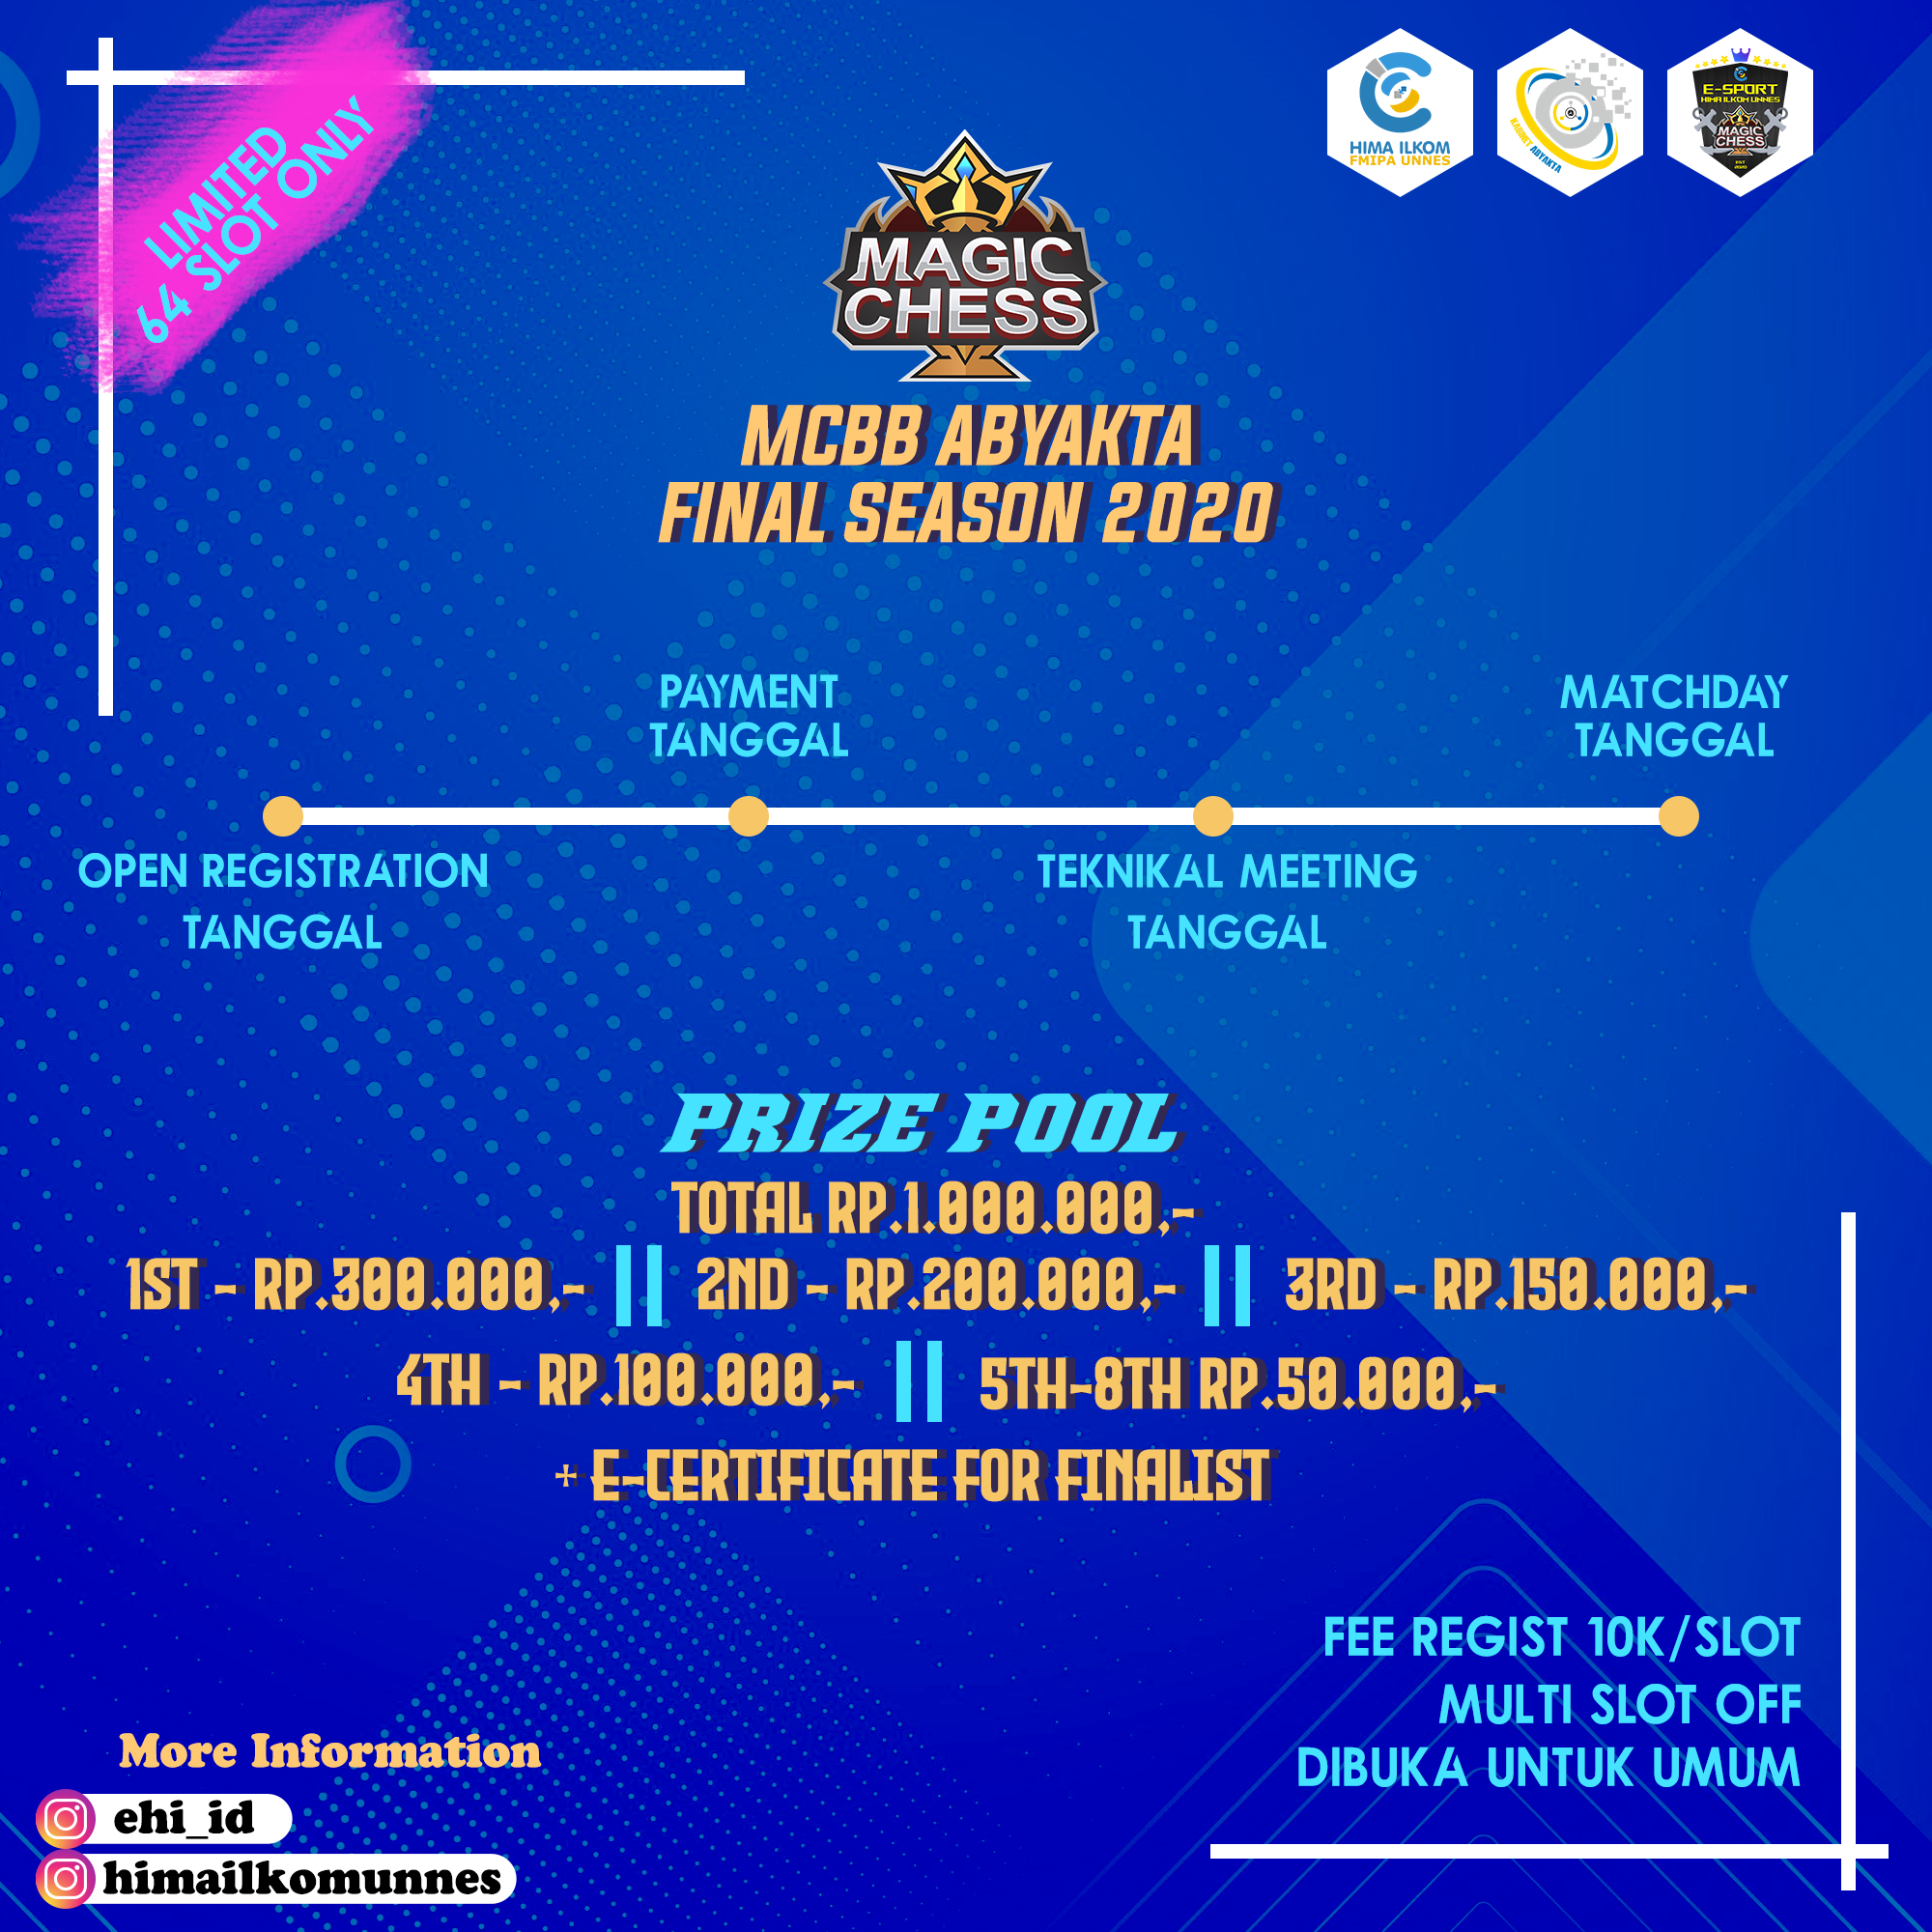 LIMITED
64 SLOT ONLY
HIMA ILKOM
FMIPA UNNES
KABINET ABYAKTA
E-SPORT
HIMA ILKOM UNNES
MAGIC
CHESS
EST
2020
MAGIC
CHESS
MCBB ABYAKTA
FINAL SEASON 2020
PAYMENT
TANGGAL
MATCHDAY
TANGGAL
OPEN REGISTRATION
TANGGAL
TEKNIKAL MEETING
TANGGAL
PRIZE POOL
TOTAL RP.1.000.000,-
1ST - RP.300.000,- || 2ND - RP.200.000,- || 3RD - RP.150.000,-
4TH - RP.100.000,- || 5TH-8TH RP.50.000,-
+ E-CERTIFICATE FOR FINALIST
FEE REGIST 10K/SLOT
MULTI SLOT OFF
DIBUKA UNTUK UMUM
More Information
ehi_id
himailkomunnes